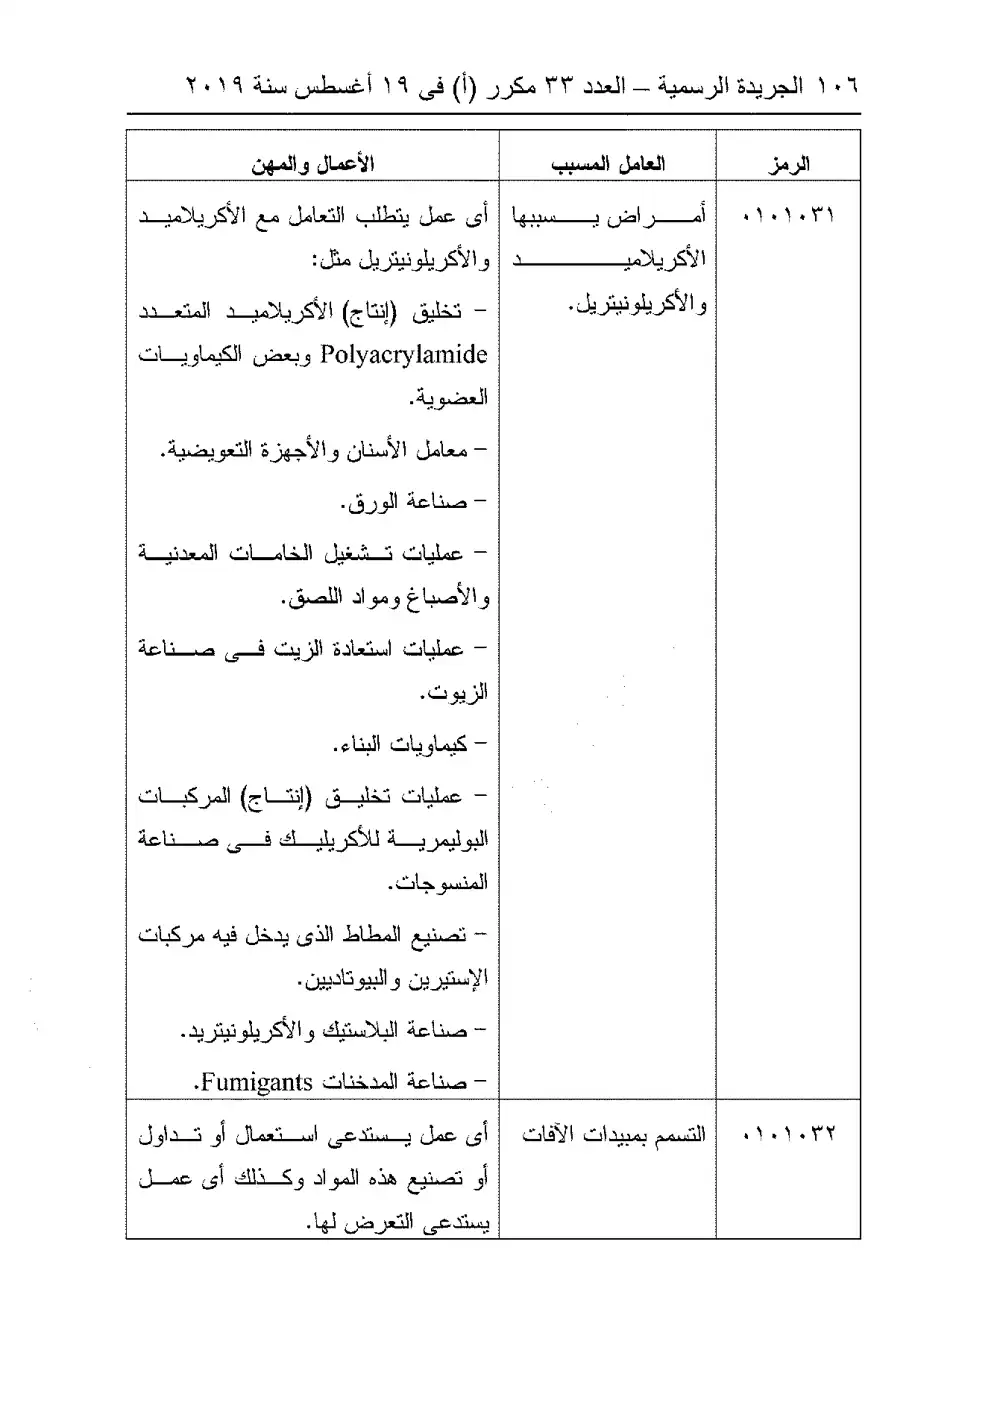 ١٠٦ الجريدة الرسمية – العدد ٣٣ مكرر (أ) فى ١٩ أغسطس سنة ٢٠١٩
الرمز
العامل المسبب
الأعمال والمهن
٠١٠١٠٣١
أمراض يسببها
الأكريلاميد
والأكريلونيتريل.
أى عمل يتطلب التعامل مع الأكريلاميد
والأكريلونيتريل مثل:
– تخليق (إنتاج) الأكريلاميد المتعدد
Polyacrylamide وبعض الكيماويات
العضوية.
– معامل الأسنان والأجهزة التعويضية.
– صناعة الورق.
– عمليات تشغيل الخامات المعدنية
والأصباغ ومواد اللصق.
– عمليات استعادة الزيت فى صناعة
الزيوت.
– كيماويات البناء.
– عمليات تخليق (إنتاج) المركبات
البوليمرية للأكريليك فى صناعة
المنسوجات.
– تصنيع المطاط الذى يدخل فيه مركبات
الإستيرين والبيوتاديين.
– صناعة البلاستيك والأكريلونيتريد.
– صناعة المدخنات Fumigants.
٠١٠١٠٣٢
التسمم بمبيدات الآفات
أى عمل يستدعى استعمال أو تداول
أو تصنيع هذه المواد وكذلك أى عمل
يستدعى التعرض لها.